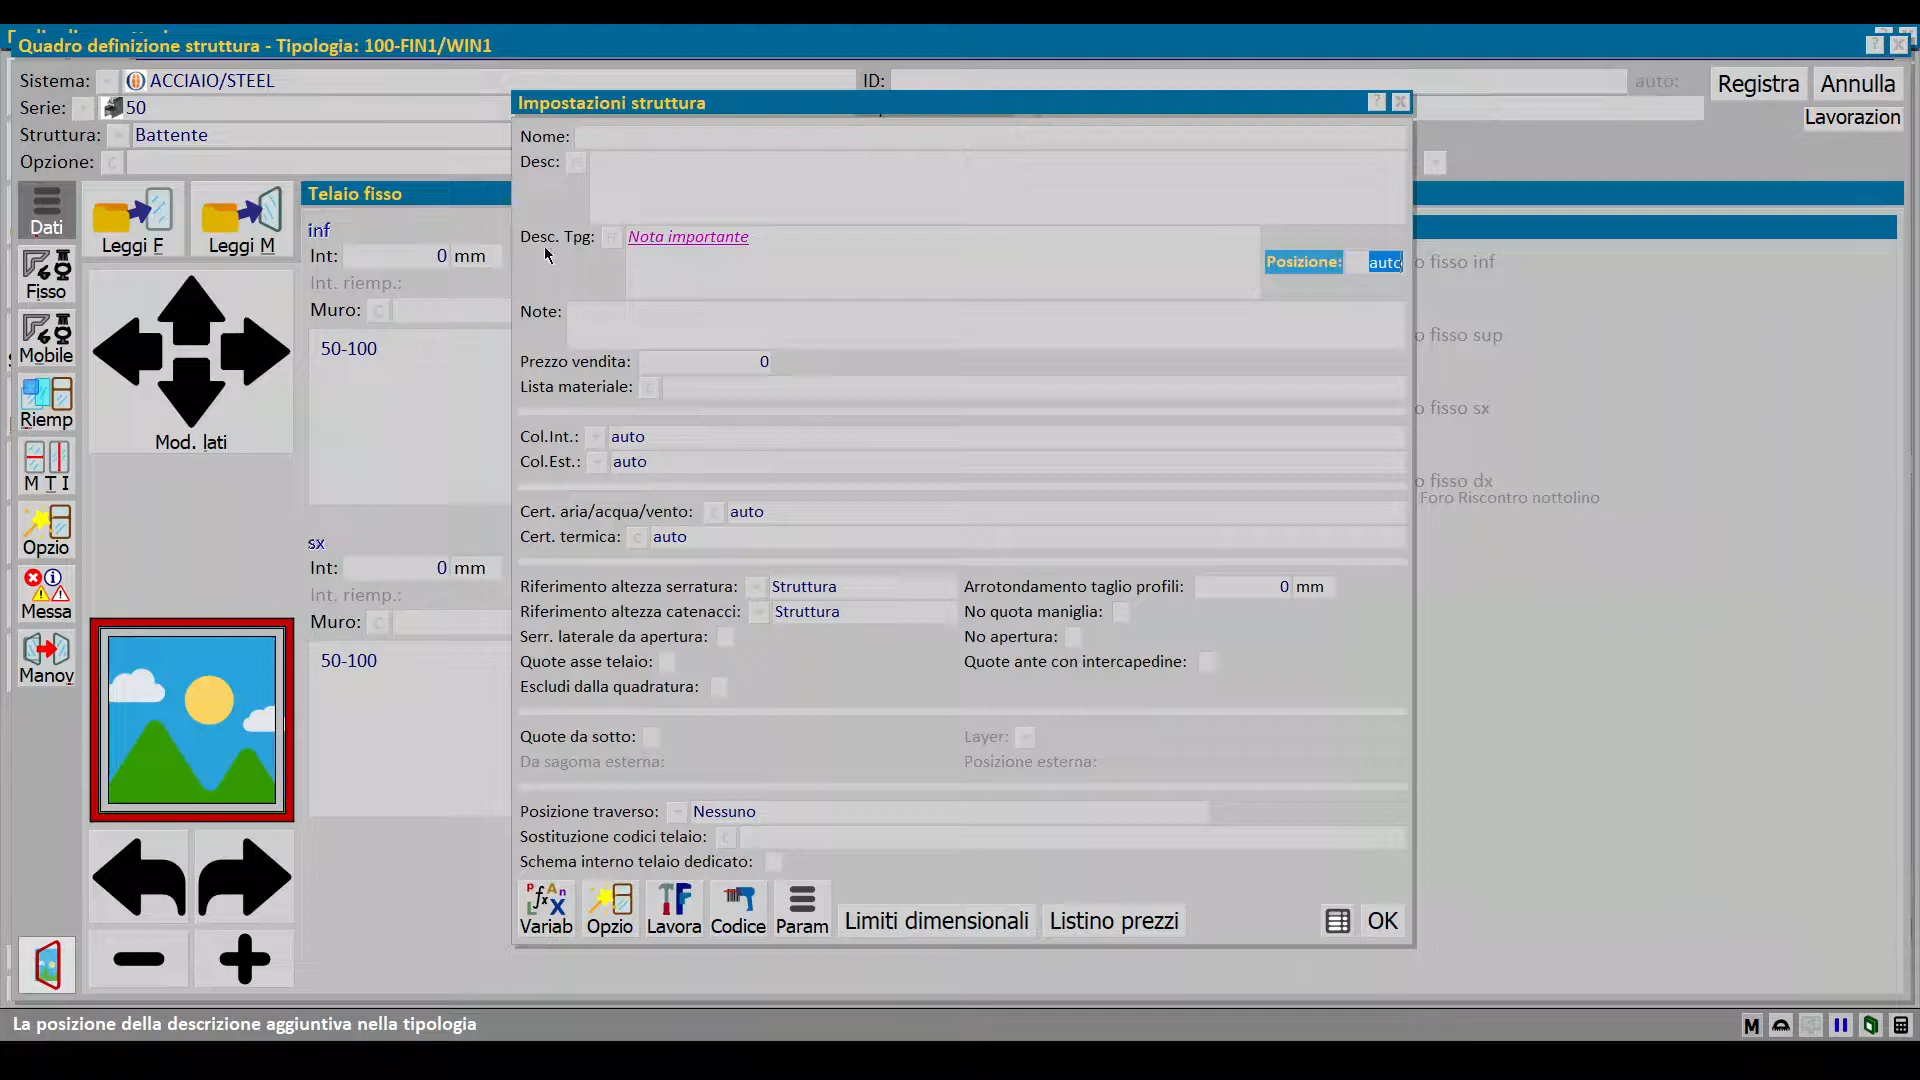 Quadro definizione struttura - Tipologia: 100-FIN1/WIN1
Sistema: ACCIAIO/STEEL
ID:
auto:
Registra
Annulla
Serie: 50
Lavorazion
Struttura: Battente
Opzione:
Dati
Fisso
Mobile
Riemp
M T I
Opzio
Messa
Manov
Leggi F
Leggi M
Mod. lati
Telaio fisso
inf
Int: 0 mm
Int. riemp.:
Muro:
50-100
sx
Int: 0 mm
Int. riemp.:
Muro:
50-100
Impostazioni struttura
Nome:
Desc:
Desc. Tpg: Nota importante
Posizione: auto
Note:
Prezzo vendita: 0
Lista materiale:
Col.Int.: auto
Col.Est.: auto
Cert. aria/acqua/vento: auto
Cert. termica: auto
Riferimento altezza serratura: Struttura
Arrotondamento taglio profili: 0 mm
Riferimento altezza catenacci: Struttura
No quota maniglia:
Serr. laterale da apertura:
No apertura:
Quote asse telaio:
Quote ante con intercapedine:
Escludi dalla quadratura:
Quote da sotto:
Layer:
Da sagoma esterna:
Posizione esterna:
Posizione traverso: Nessuno
Sostituzione codici telaio:
Schema interno telaio dedicato:
Variab
Opzio
Lavora
Codice
Param
Limiti dimensionali
Listino prezzi
OK
o fisso inf
o fisso sup
o fisso sx
o fisso dx
Foro Riscontro nottolino
La posizione della descrizione aggiuntiva nella tipologia